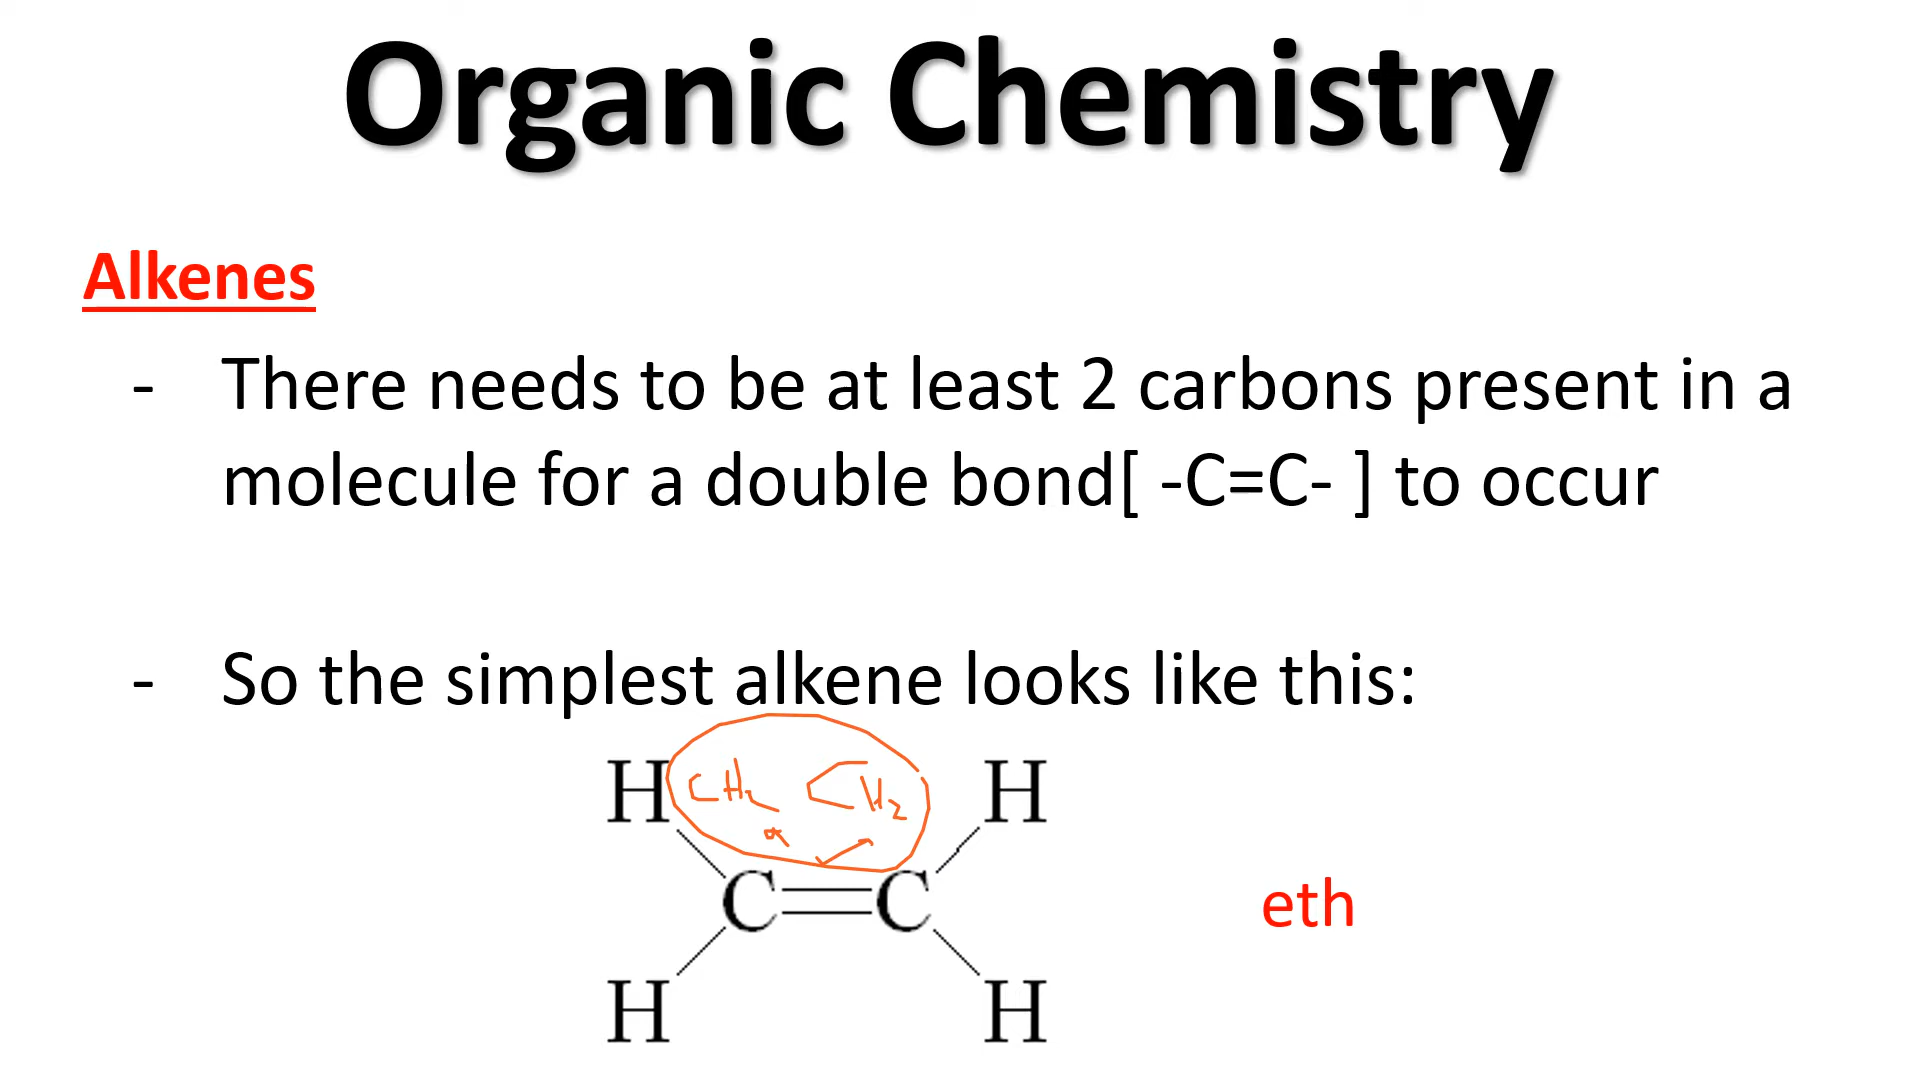 Organic Chemistry
Alkenes
- There needs to be at least 2 carbons present in a
molecule for a double bond[ -C=C- ] to occur
- So the simplest alkene looks like this:
H CH2 CH2 H
C=C
eth
H H